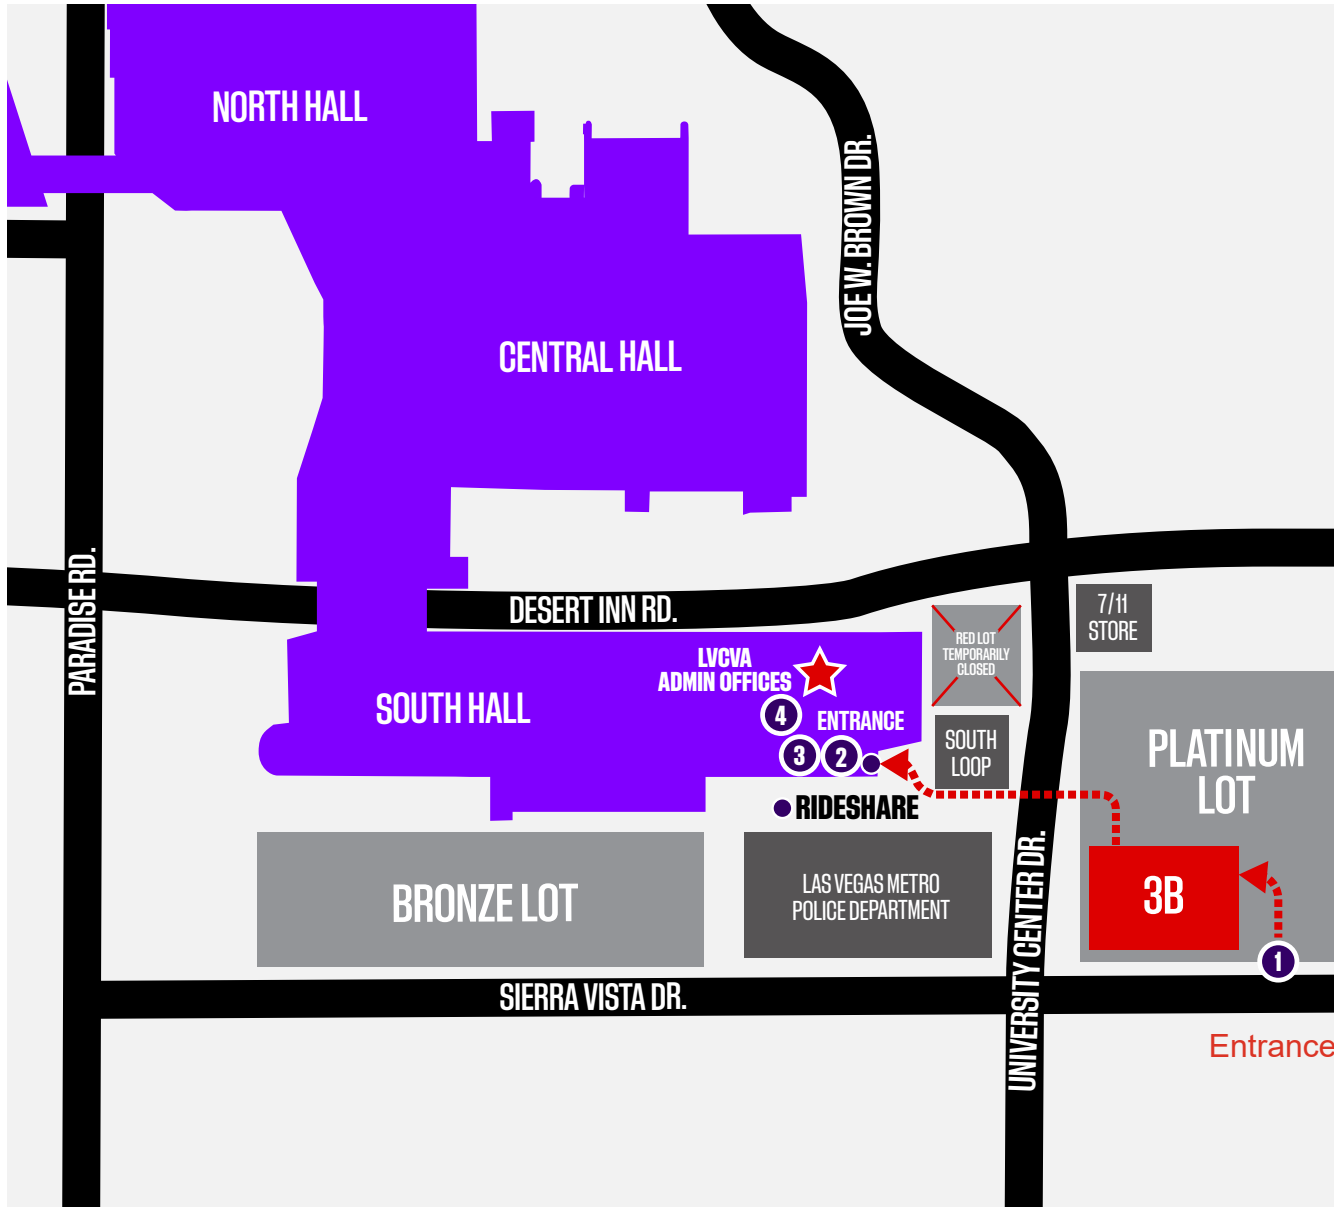 NORTH HALL
JOE W. BROWN DR.
CENTRAL HALL
PARADISE RD.
DESERT INN RD.
7/11
STORE
RED LOT
TEMPORARILY
CLOSED
LVCVA
ADMIN OFFICES
SOUTH HALL
4
ENTRANCE
3
2
SOUTH
LOOP
PLATINUM
LOT
RIDESHARE
BRONZE LOT
LAS VEGAS METRO
POLICE DEPARTMENT
UNIVERSITY CENTER DR.
3B
1
SIERRA VISTA DR.
Entrance